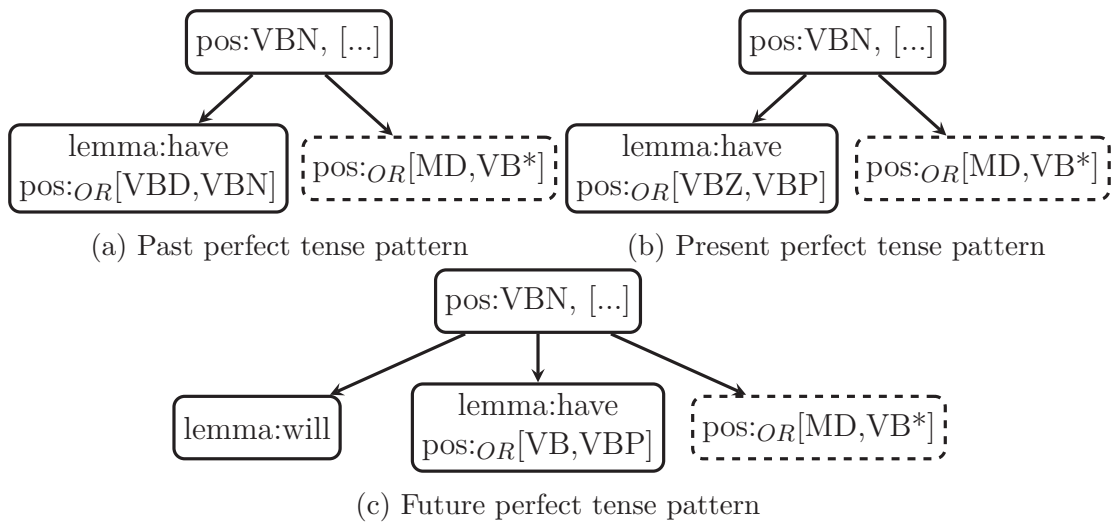 pos:VBN, [...]
lemma:have
pos:OR[VBD,VBN]
pos:OR[MD,VB*]
(a) Past perfect tense pattern
pos:VBN, [...]
lemma:have
pos:OR[VBZ,VBP]
pos:OR[MD,VB*]
(b) Present perfect tense pattern
pos:VBN, [...]
lemma:will
lemma:have
pos:OR[VB,VBP]
pos:OR[MD,VB*]
(c) Future perfect tense pattern